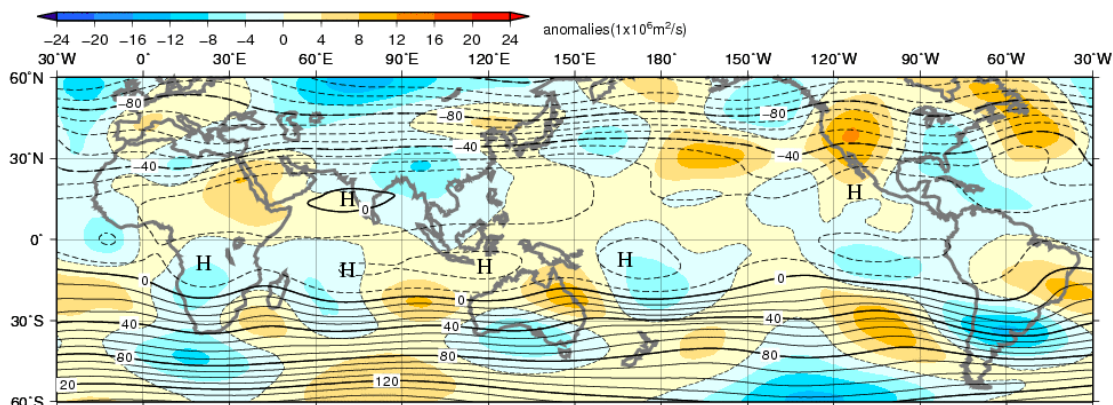 −24 −20 −16 −12 −8 −4 0 4 8 12 16 20 24
anomalies(1x10⁶m²/s)
30°W 0° 30°E 60°E 90°E 120°E 150°E 180° 150°W 120°W 90°W 60°W 30°W
60°N
−80 −80 −80
−40 −40 −40
30°N
H H
0
0°
H H H H
0 0 0
30°S
40 40 40
80 80 80
20 120
60°S